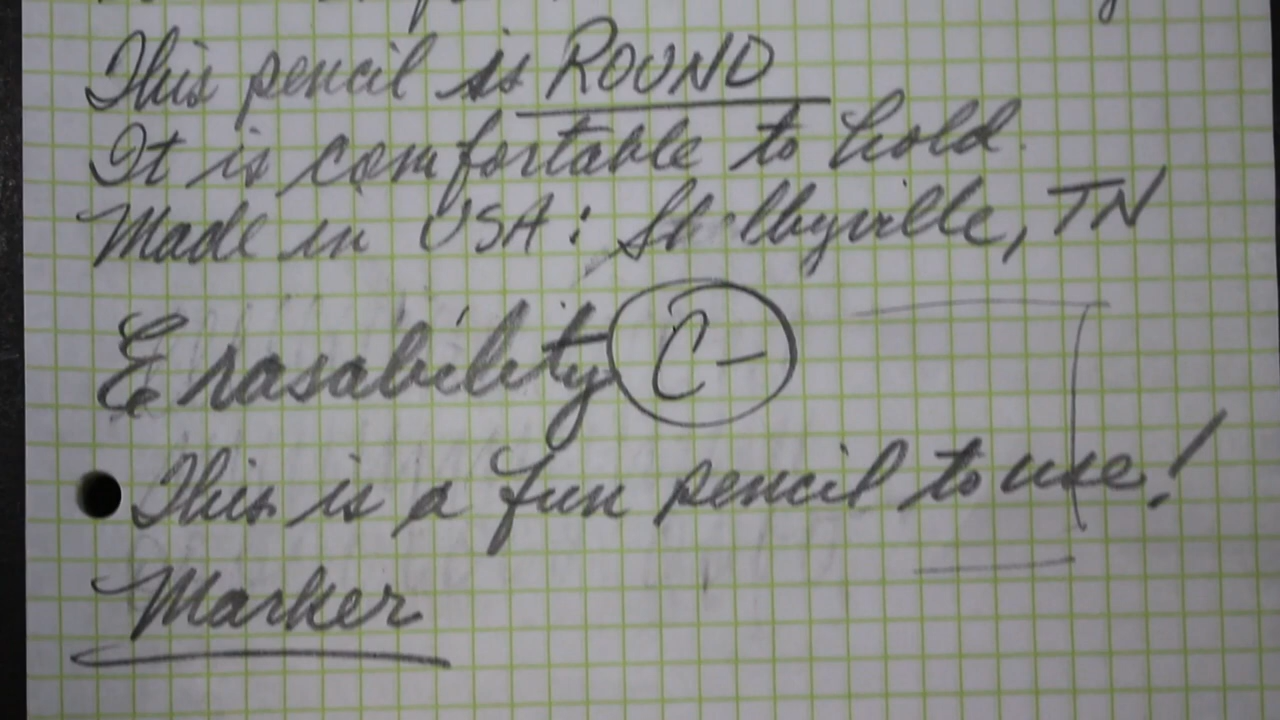 This pencil is ROUND
It is comfortable to hold.
Made in USA: Shelbyville, TN
Erasability C-
This is a fun pencil to use!
Marker